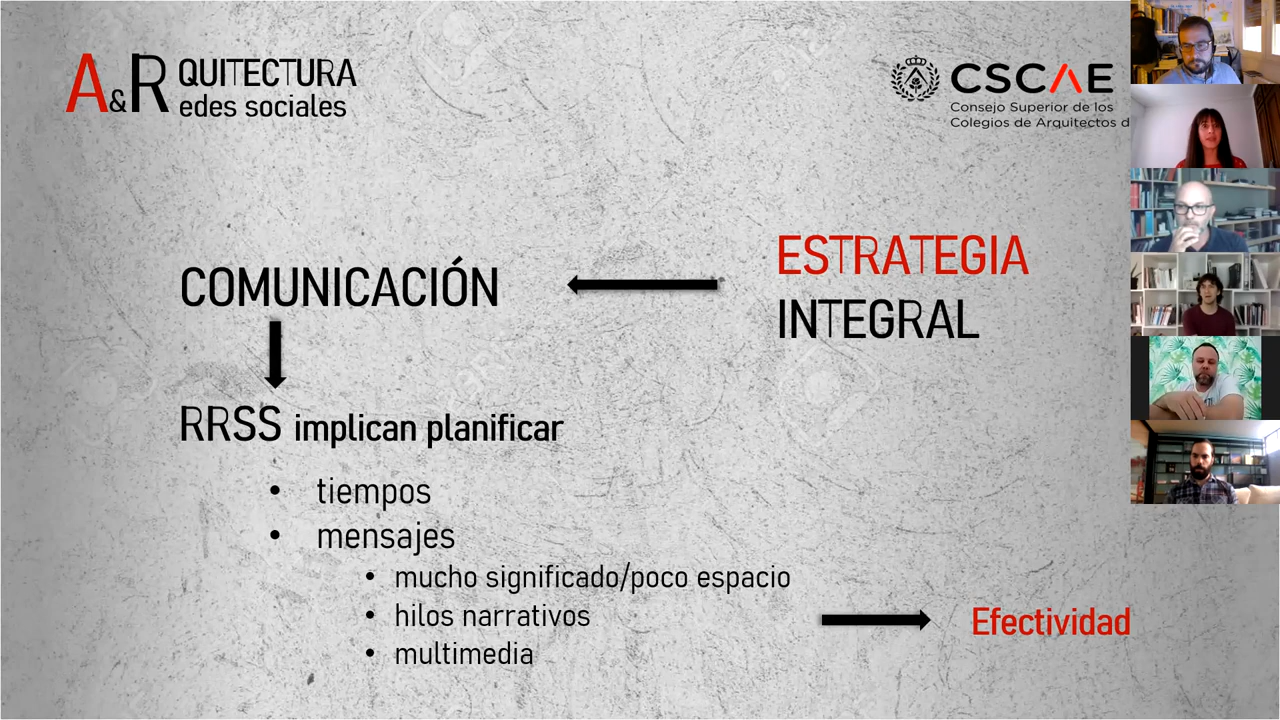 A&RQUITECTURA
edes sociales
CSCAE
Consejo Superior de los
Colegios de Arquitectos d
ESTRATEGIA
INTEGRAL
COMUNICACIÓN
RRSS implican planificar
• tiempos
• mensajes
• mucho significado/poco espacio
• hilos narrativos
• multimedia
Efectividad